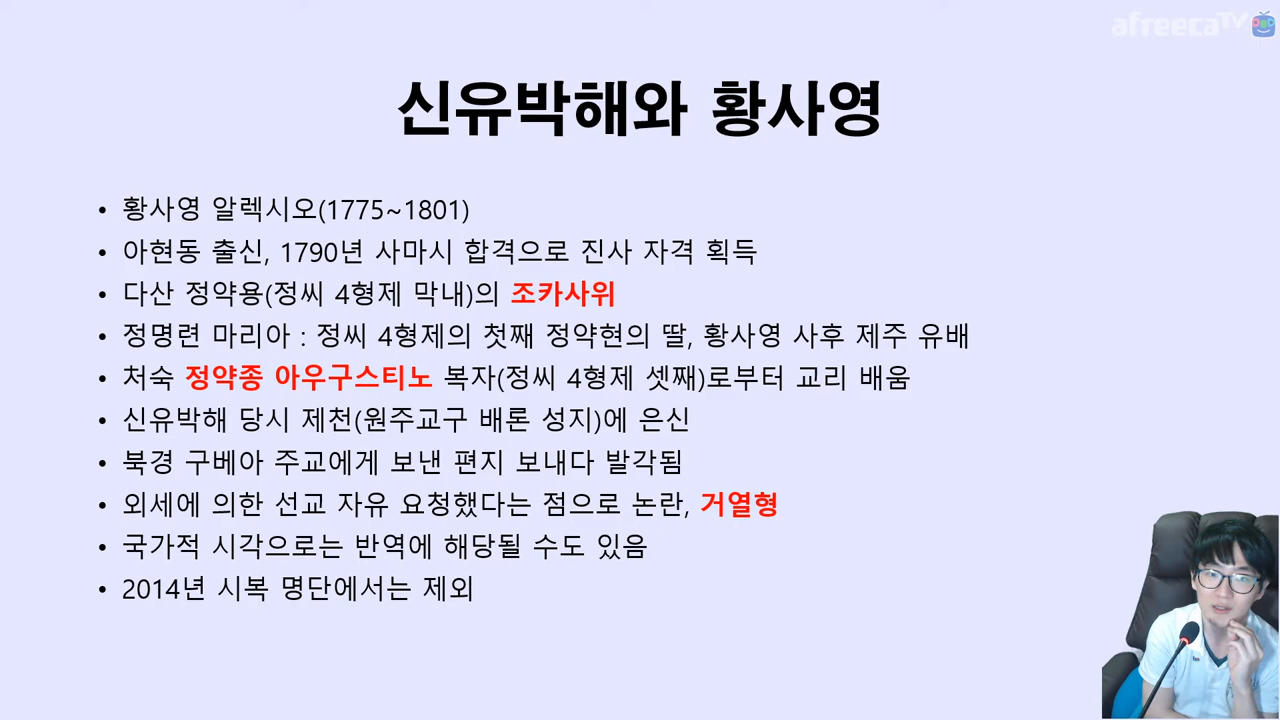 afreecaTV
신유박해와 황사영
• 황사영 알렉시오(1775~1801)
• 아현동 출신, 1790년 사마시 합격으로 진사 자격 획득
• 다산 정약용(정씨 4형제 막내)의 조카사위
• 정명련 마리아 : 정씨 4형제의 첫째 정약현의 딸, 황사영 사후 제주 유배
• 처숙 정약종 아우구스티노 복자(정씨 4형제 셋째)로부터 교리 배움
• 신유박해 당시 제천(원주교구 배론 성지)에 은신
• 북경 구베아 주교에게 보낸 편지 보내다 발각됨
• 외세에 의한 선교 자유 요청했다는 점으로 논란, 거열형
• 국가적 시각으로는 반역에 해당될 수도 있음
• 2014년 시복 명단에서는 제외